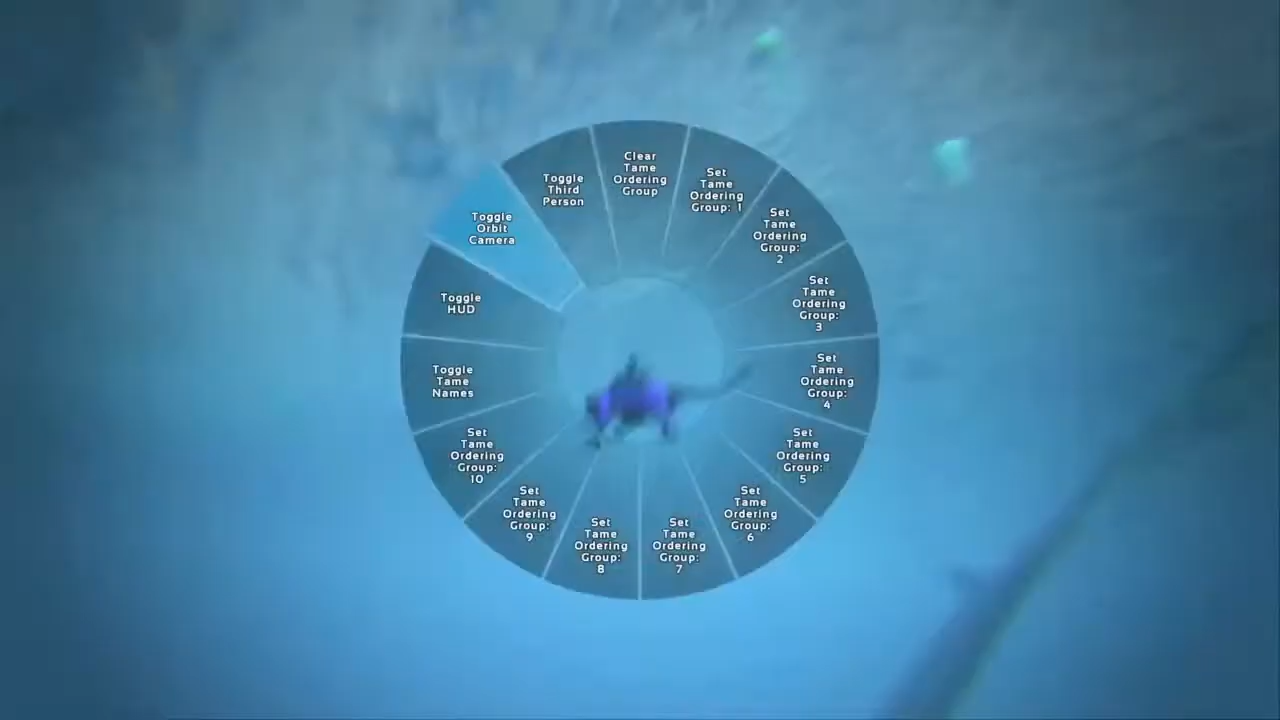 Clear
Tame
Ordering
Group
Set
Tame
Ordering
Group: 1
Set
Tame
Ordering
Group:
2
Set
Tame
Ordering
Group:
3
Set
Tame
Ordering
Group:
4
Set
Tame
Ordering
Group:
5
Set
Tame
Ordering
Group:
6
Set
Tame
Ordering
Group:
7
Set
Tame
Ordering
Group:
8
Set
Tame
Ordering
Group:
9
Set
Tame
Ordering
Group:
10
Toggle
Tame
Names
Toggle
HUD
Toggle
Orbit
Camera
Toggle
Third
Person